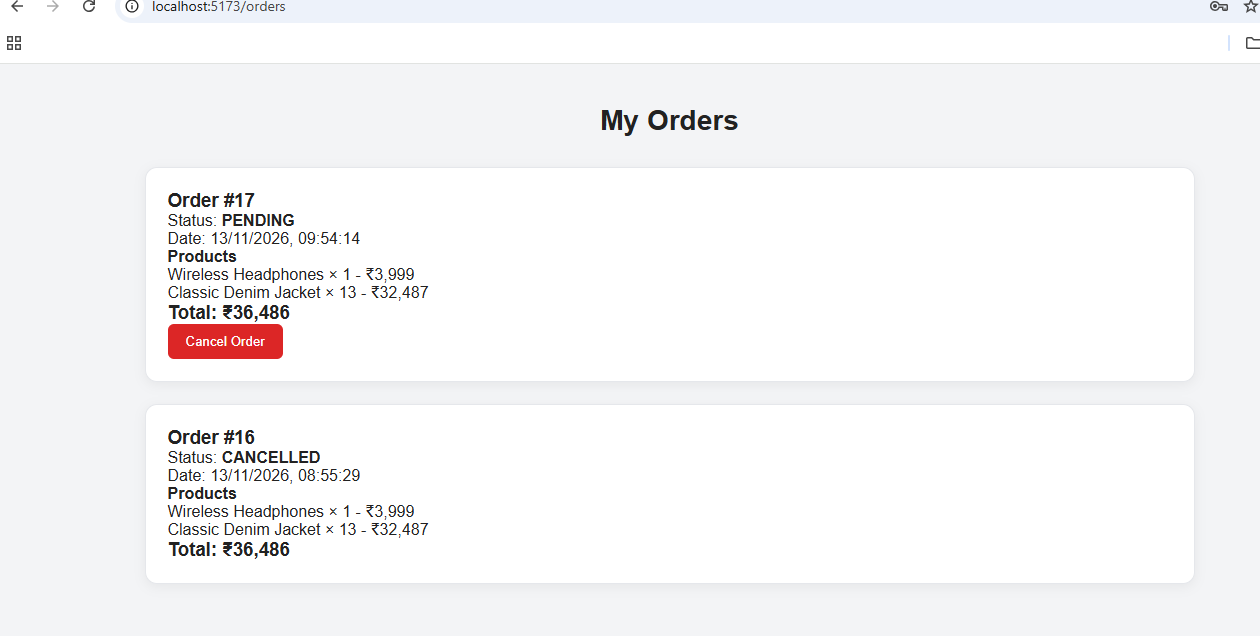 localhost:5173/orders
My Orders
Order #17
Status: PENDING
Date: 13/11/2026, 09:54:14
Products
Wireless Headphones × 1 - ₹3,999
Classic Denim Jacket × 13 - ₹32,487
Total: ₹36,486
Cancel Order
Order #16
Status: CANCELLED
Date: 13/11/2026, 08:55:29
Products
Wireless Headphones × 1 - ₹3,999
Classic Denim Jacket × 13 - ₹32,487
Total: ₹36,486